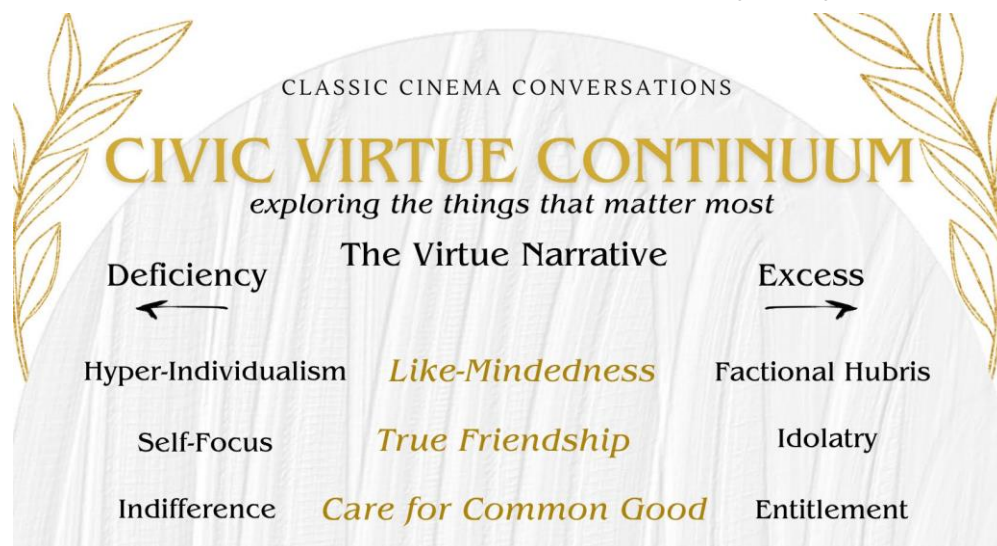 CLASSIC CINEMA CONVERSATIONS
CIVIC VIRTUE CONTINUUM
exploring the things that matter most
The Virtue Narrative
Deficiency
Excess
Hyper-Individualism Like-Mindedness Factional Hubris
Self-Focus True Friendship Idolatry
Indifference Care for Common Good Entitlement